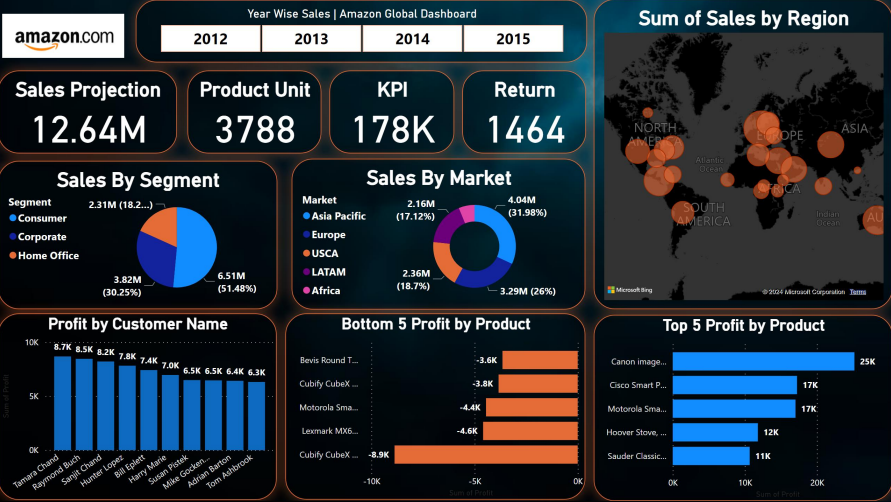 amazon.com
Year Wise Sales | Amazon Global Dashboard
2012
2013
2014
2015
Sales Projection
12.64M
Product Unit
3788
KPI
178K
Return
1464
Sum of Sales by Region
NORTH
AMERICA
EUROPE
ASIA
Atlantic
Ocean
AFRICA
SOUTH
AMERICA
Indian
Ocean
AU
Microsoft Bing
© 2024 Microsoft Corporation Terms
Sales By Segment
Segment
Consumer
Corporate
Home Office
2.31M (18.2...)
3.82M
(30.25%)
6.51M
(51.48%)
Sales By Market
Market
Asia Pacific
Europe
USCA
LATAM
Africa
2.16M
(17.12%)
4.04M
(31.98%)
2.36M
(18.7%)
3.29M (26%)
Profit by Customer Name
Sum of Profit
10K
5K
0K
8.7K
8.5K
8.2K
7.8K
7.4K
7.0K
6.5K
6.5K
6.4K
6.3K
Tamara Chand
Raymond Buch
Sanjit Chand
Hunter Lopez
Bill Eplett
Harry Marie
Susan Pistek
Mike Gocken...
Adrian Barton
Tom Ashbrook
Bottom 5 Profit by Product
Bevis Round T...
-3.6K
Cubify CubeX ...
-3.8K
Motorola Sma...
-4.4K
Lexmark MX6...
-4.6K
Cubify CubeX ...
-8.9K
-10K
-5K
0K
Sum of Profit
Top 5 Profit by Product
Canon image...
25K
Cisco Smart P...
17K
Motorola Sma...
17K
Hoover Stove, ...
12K
Sauder Classic...
11K
0K
10K
20K
Sum of Profit